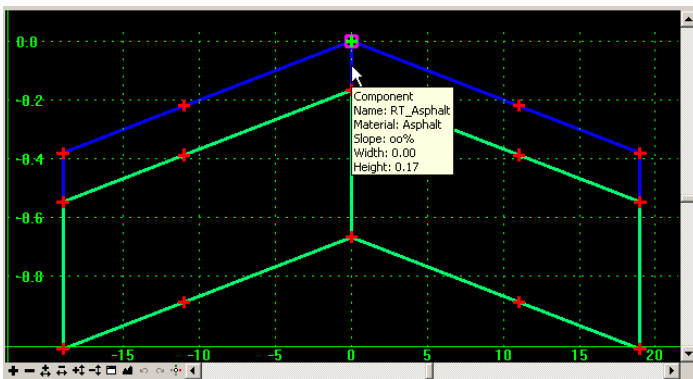 0:0
-0.2
Component
Name: RT_Asphalt
Material: Asphalt
Slope: oo%
Width: 0.00
Height: 0.17
-0.4
-0.6
-0.8
-15 -10 -5 0 5 10 15 20